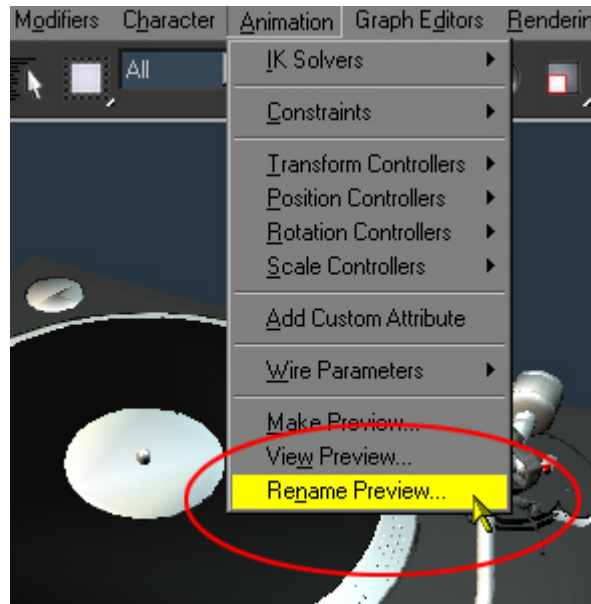 Modifiers Character Animation Graph Editors Renderin
All
IK Solvers
Constraints
Transform Controllers
Position Controllers
Rotation Controllers
Scale Controllers
Add Custom Attribute
Wire Parameters
Make Preview...
View Preview...
Rename Preview...